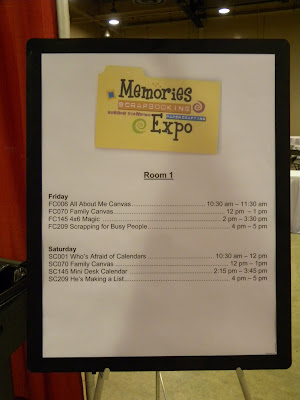 Memories
SCRAPBOOKING
RUBBER STAMPING
Expo
Room 1
Friday
FC006 All About Me Canvas 10:30 am – 11:30 am
FC070 Family Canvas 12 pm – 1 pm
FC145 4x6 Magic 2 pm – 3:30 pm
FC209 Scrapping for Busy People 4 pm – 5 pm
Saturday
SC001 Who's Afraid of Calendars 10:30 am – 12 pm
SC070 Family Canvas 12 pm – 1pm
SC145 Mini Desk Calendar 2:15 pm – 3:45 pm
SC209 He's Making a List 4 pm – 5 pm